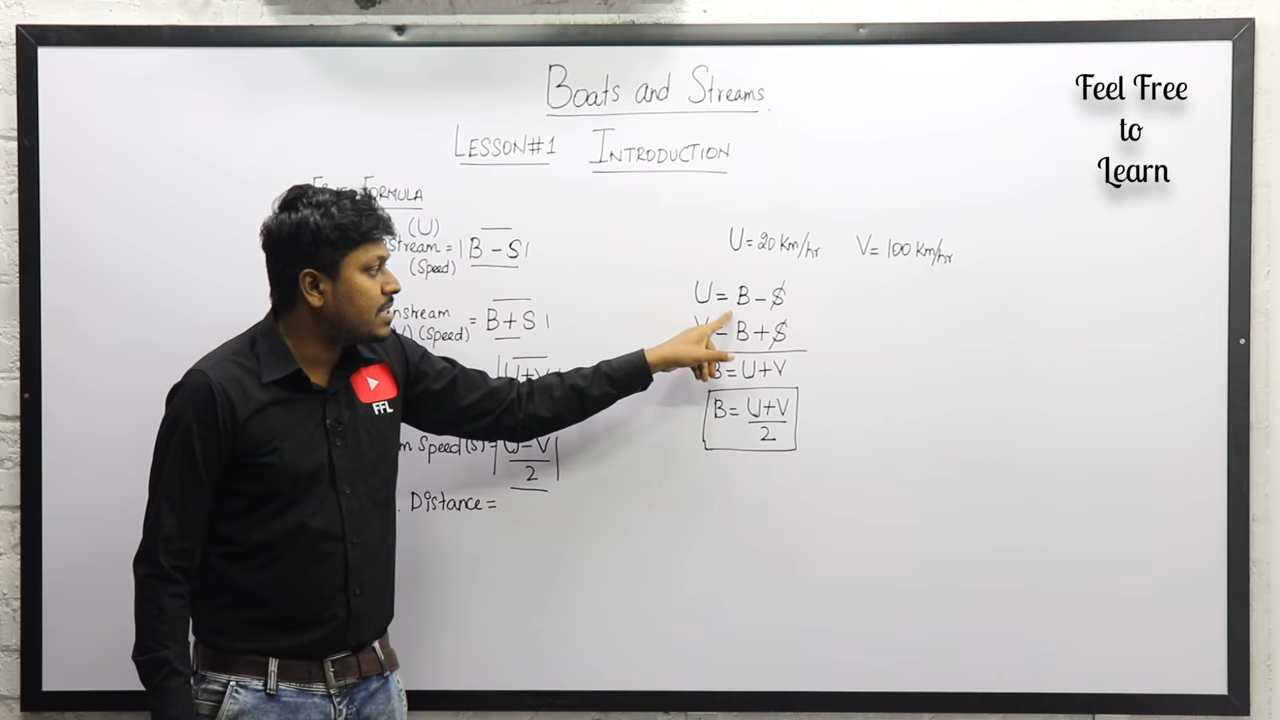 Boats and Streams.
LESSON#1 INTRODUCTION
Feel Free
to
Learn
FORMULA
(U)
stream = |B-S|
(Speed)
nstream
(V) (Speed) = B+S|
U+V
m Speed (S) = |U-V
2
. Distance =
U=20 km/hr V=100 km/hr
U = B - S
V = B + S
B = U+V
B = U+V
2
FFL